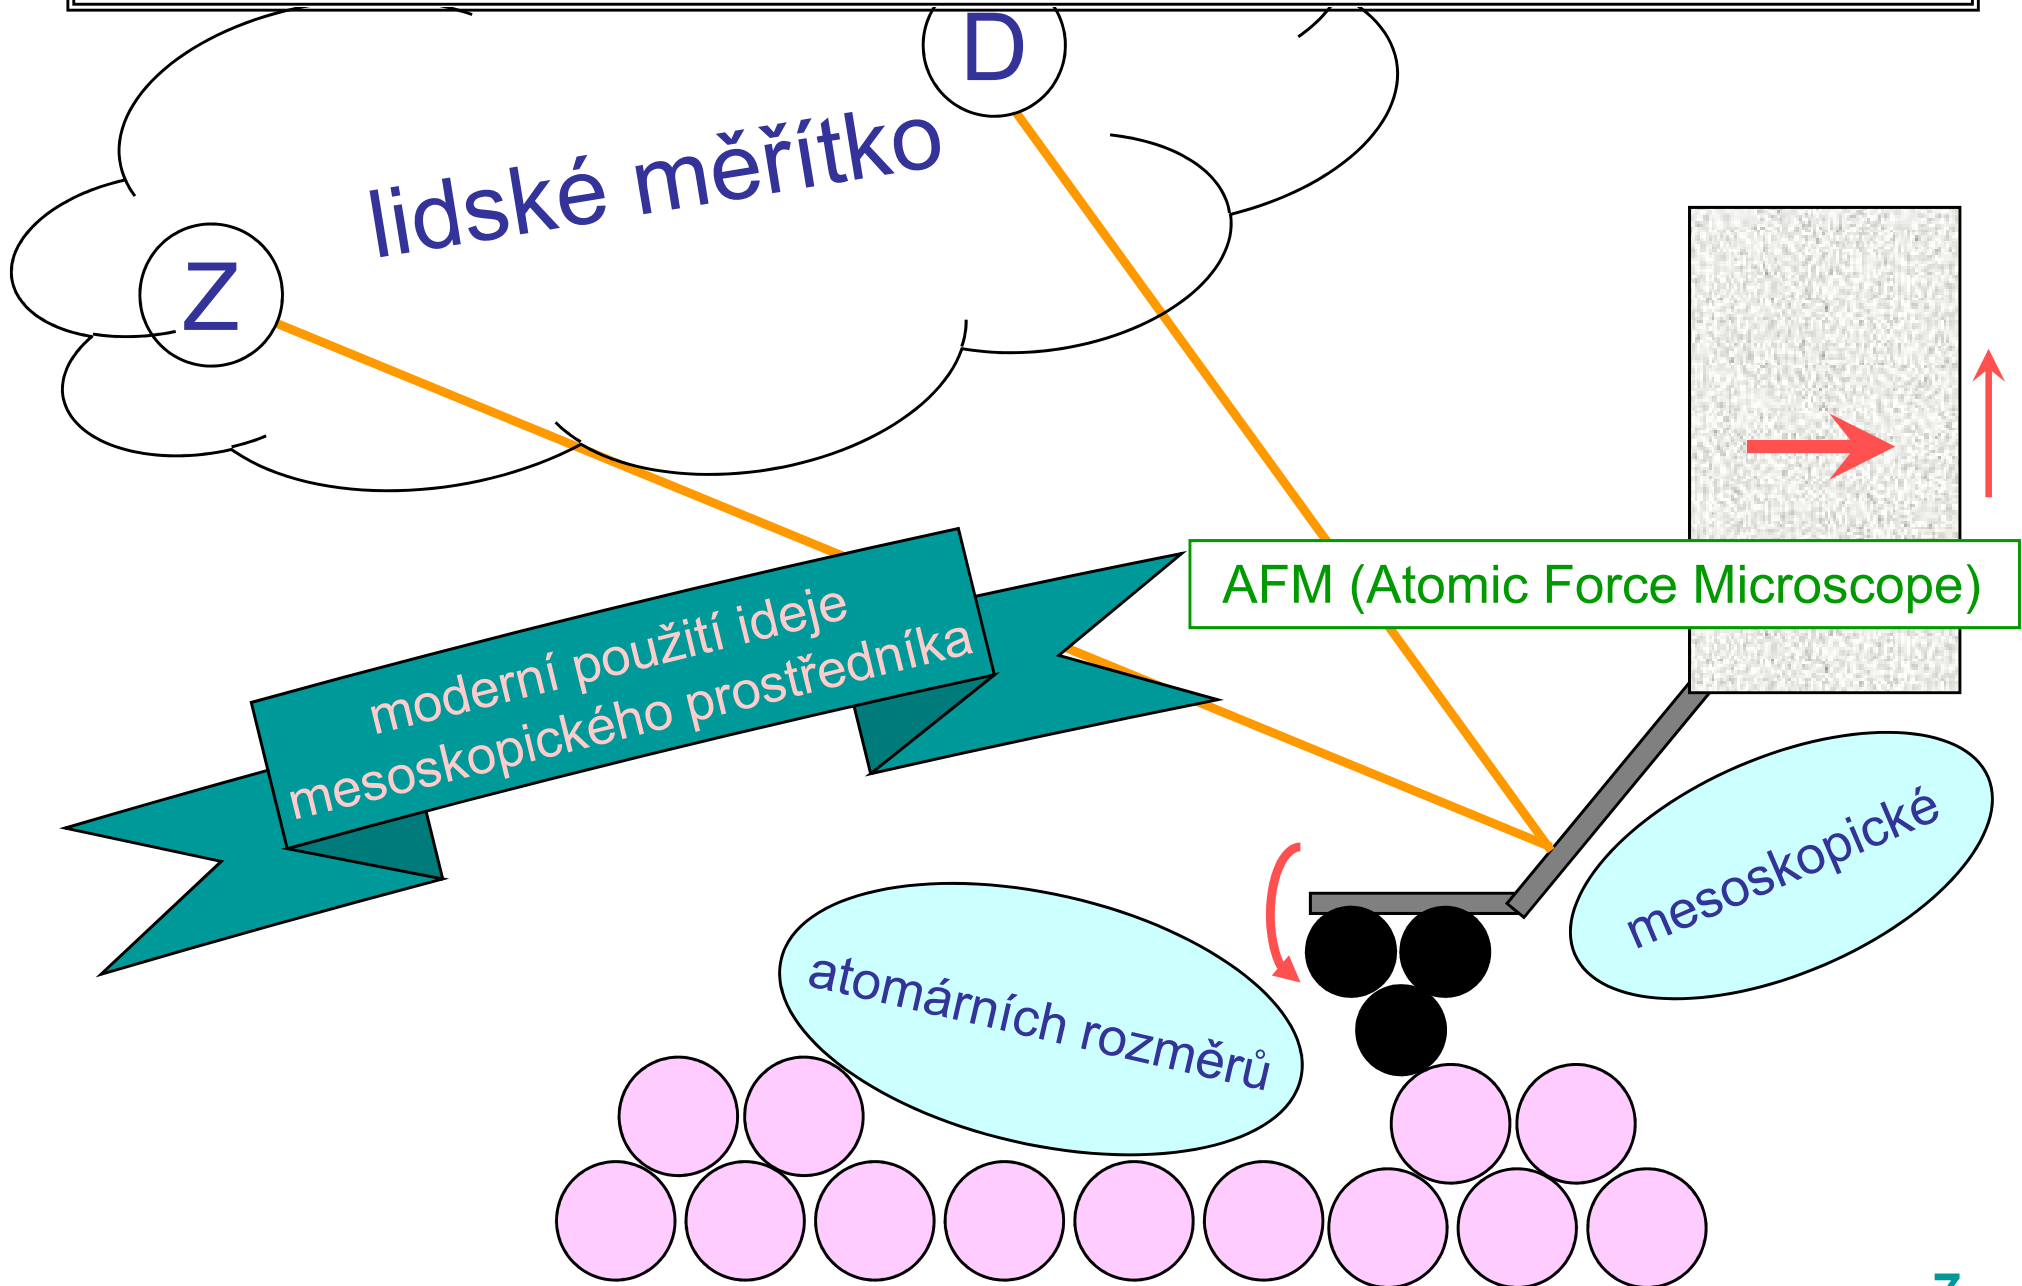 D
lidské měřítko
Z
AFM (Atomic Force Microscope)
moderní použití ideje
mesoskopického prostředníka
mesoskopické
atomárních rozměrů